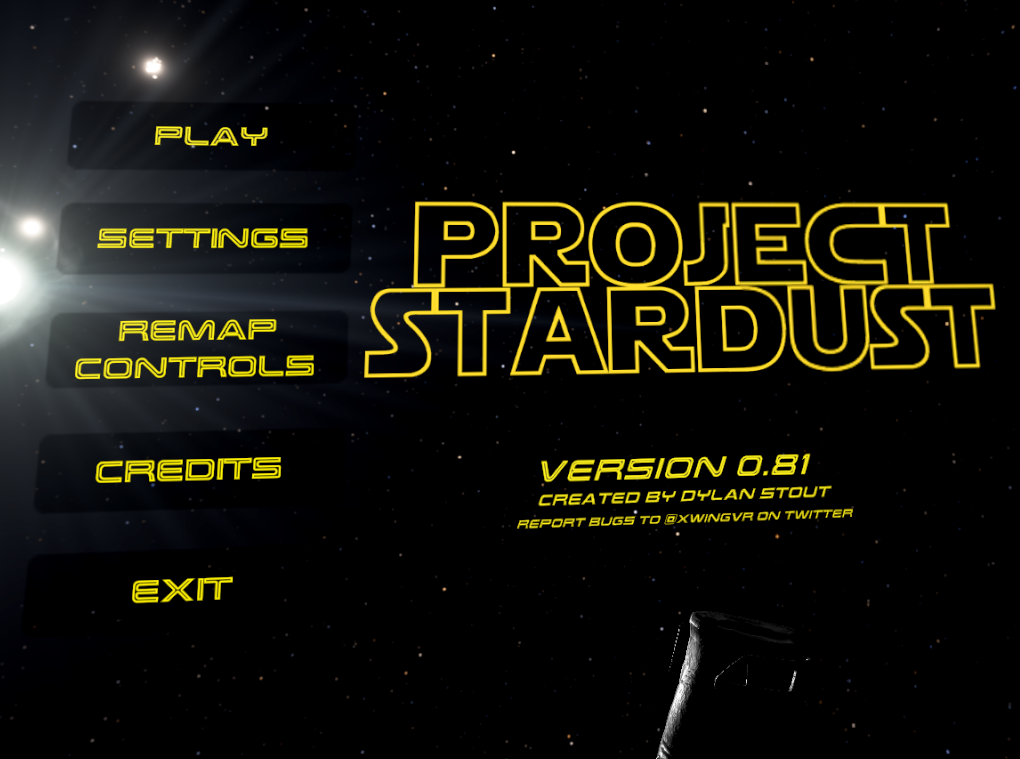 PLAY
SETTINGS
REMAP
CONTROLS
CREDITS
EXIT
PROJECT
STARDUST
VERSION 0.81
CREATED BY DYLAN STOUT
REPORT BUGS TO @XWINGVR ON TWITTER